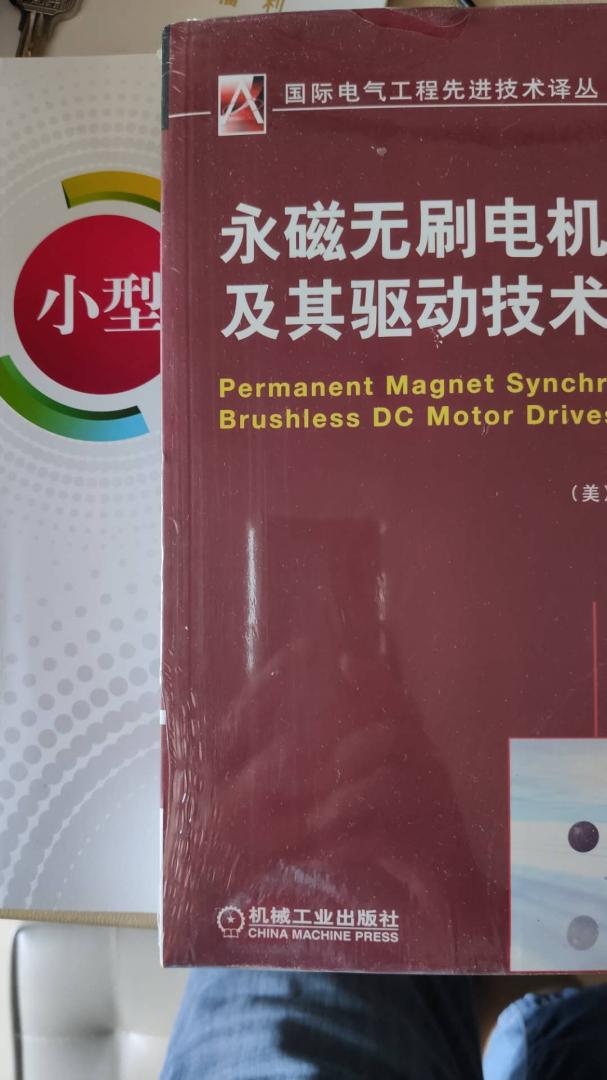 福利
国际电气工程先进技术译丛
永磁无刷电机
及其驱动技术
Permanent Magnet Synchr
Brushless DC Motor Drives
（美）
小型
机械工业出版社
CHINA MACHINE PRESS